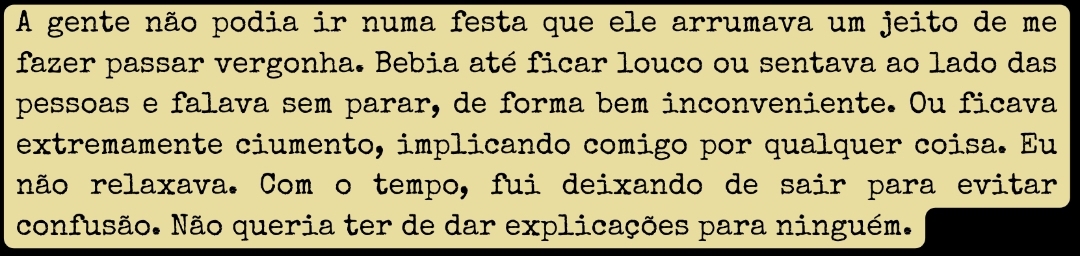 A gente não podia ir numa festa que ele arrumava um jeito de me
fazer passar vergonha. Bebia até ficar louco ou sentava ao lado das
pessoas e falava sem parar, de forma bem inconveniente. Ou ficava
extremamente ciumento, implicando comigo por qualquer coisa. Eu
não relaxava. Com o tempo, fui deixando de sair para evitar
confusão. Não queria ter de dar explicações para ninguém.